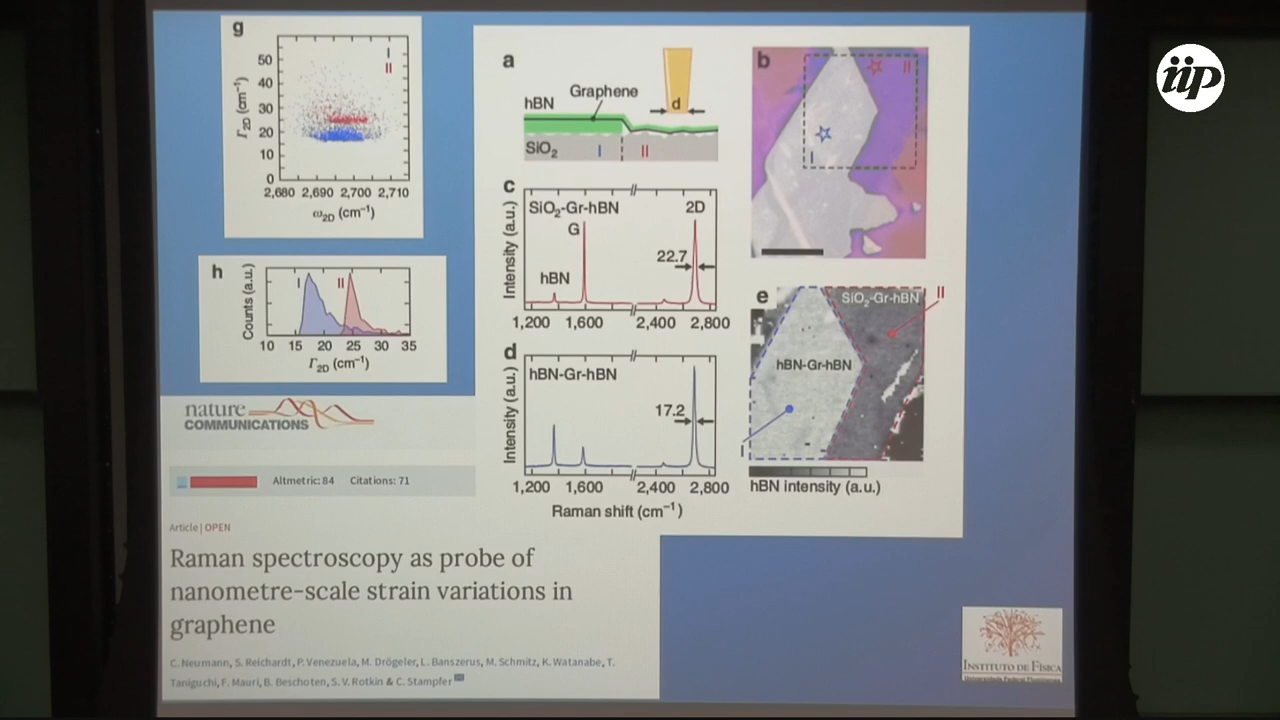 iip
g
I
II
50
40
30
20
10
0
Γ2D (cm⁻¹)
2,680 2,690 2,700 2,710
ω2D (cm⁻¹)
h
I II
Counts (a.u.)
10 15 20 25 30 35
Γ2D (cm⁻¹)
nature
COMMUNICATIONS
Altmetric: 84 Citations: 71
Article | OPEN
Raman spectroscopy as probe of
nanometre-scale strain variations in
graphene
C. Neumann, S. Reichardt, P. Venezuela, M. Drögeler, L. Banszerus, M. Schmitz, K. Watanabe, T.
Taniguchi, F. Mauri, B. Beschoten, S. V. Rotkin & C. Stampfer
a
Graphene
hBN
d
SiO₂ I II
b
II
I
c
SiO₂-Gr-hBN 2D
G
22.7
hBN
Intensity (a.u.)
1,200 1,600 2,400 2,800
d
hBN-Gr-hBN
17.2
Intensity (a.u.)
1,200 1,600 2,400 2,800
Raman shift (cm⁻¹)
e
SiO₂-Gr-hBN II
hBN-Gr-hBN
I
hBN intensity (a.u.)
INSTITUTO DE FÍSICA
Universidade Federal Fluminense